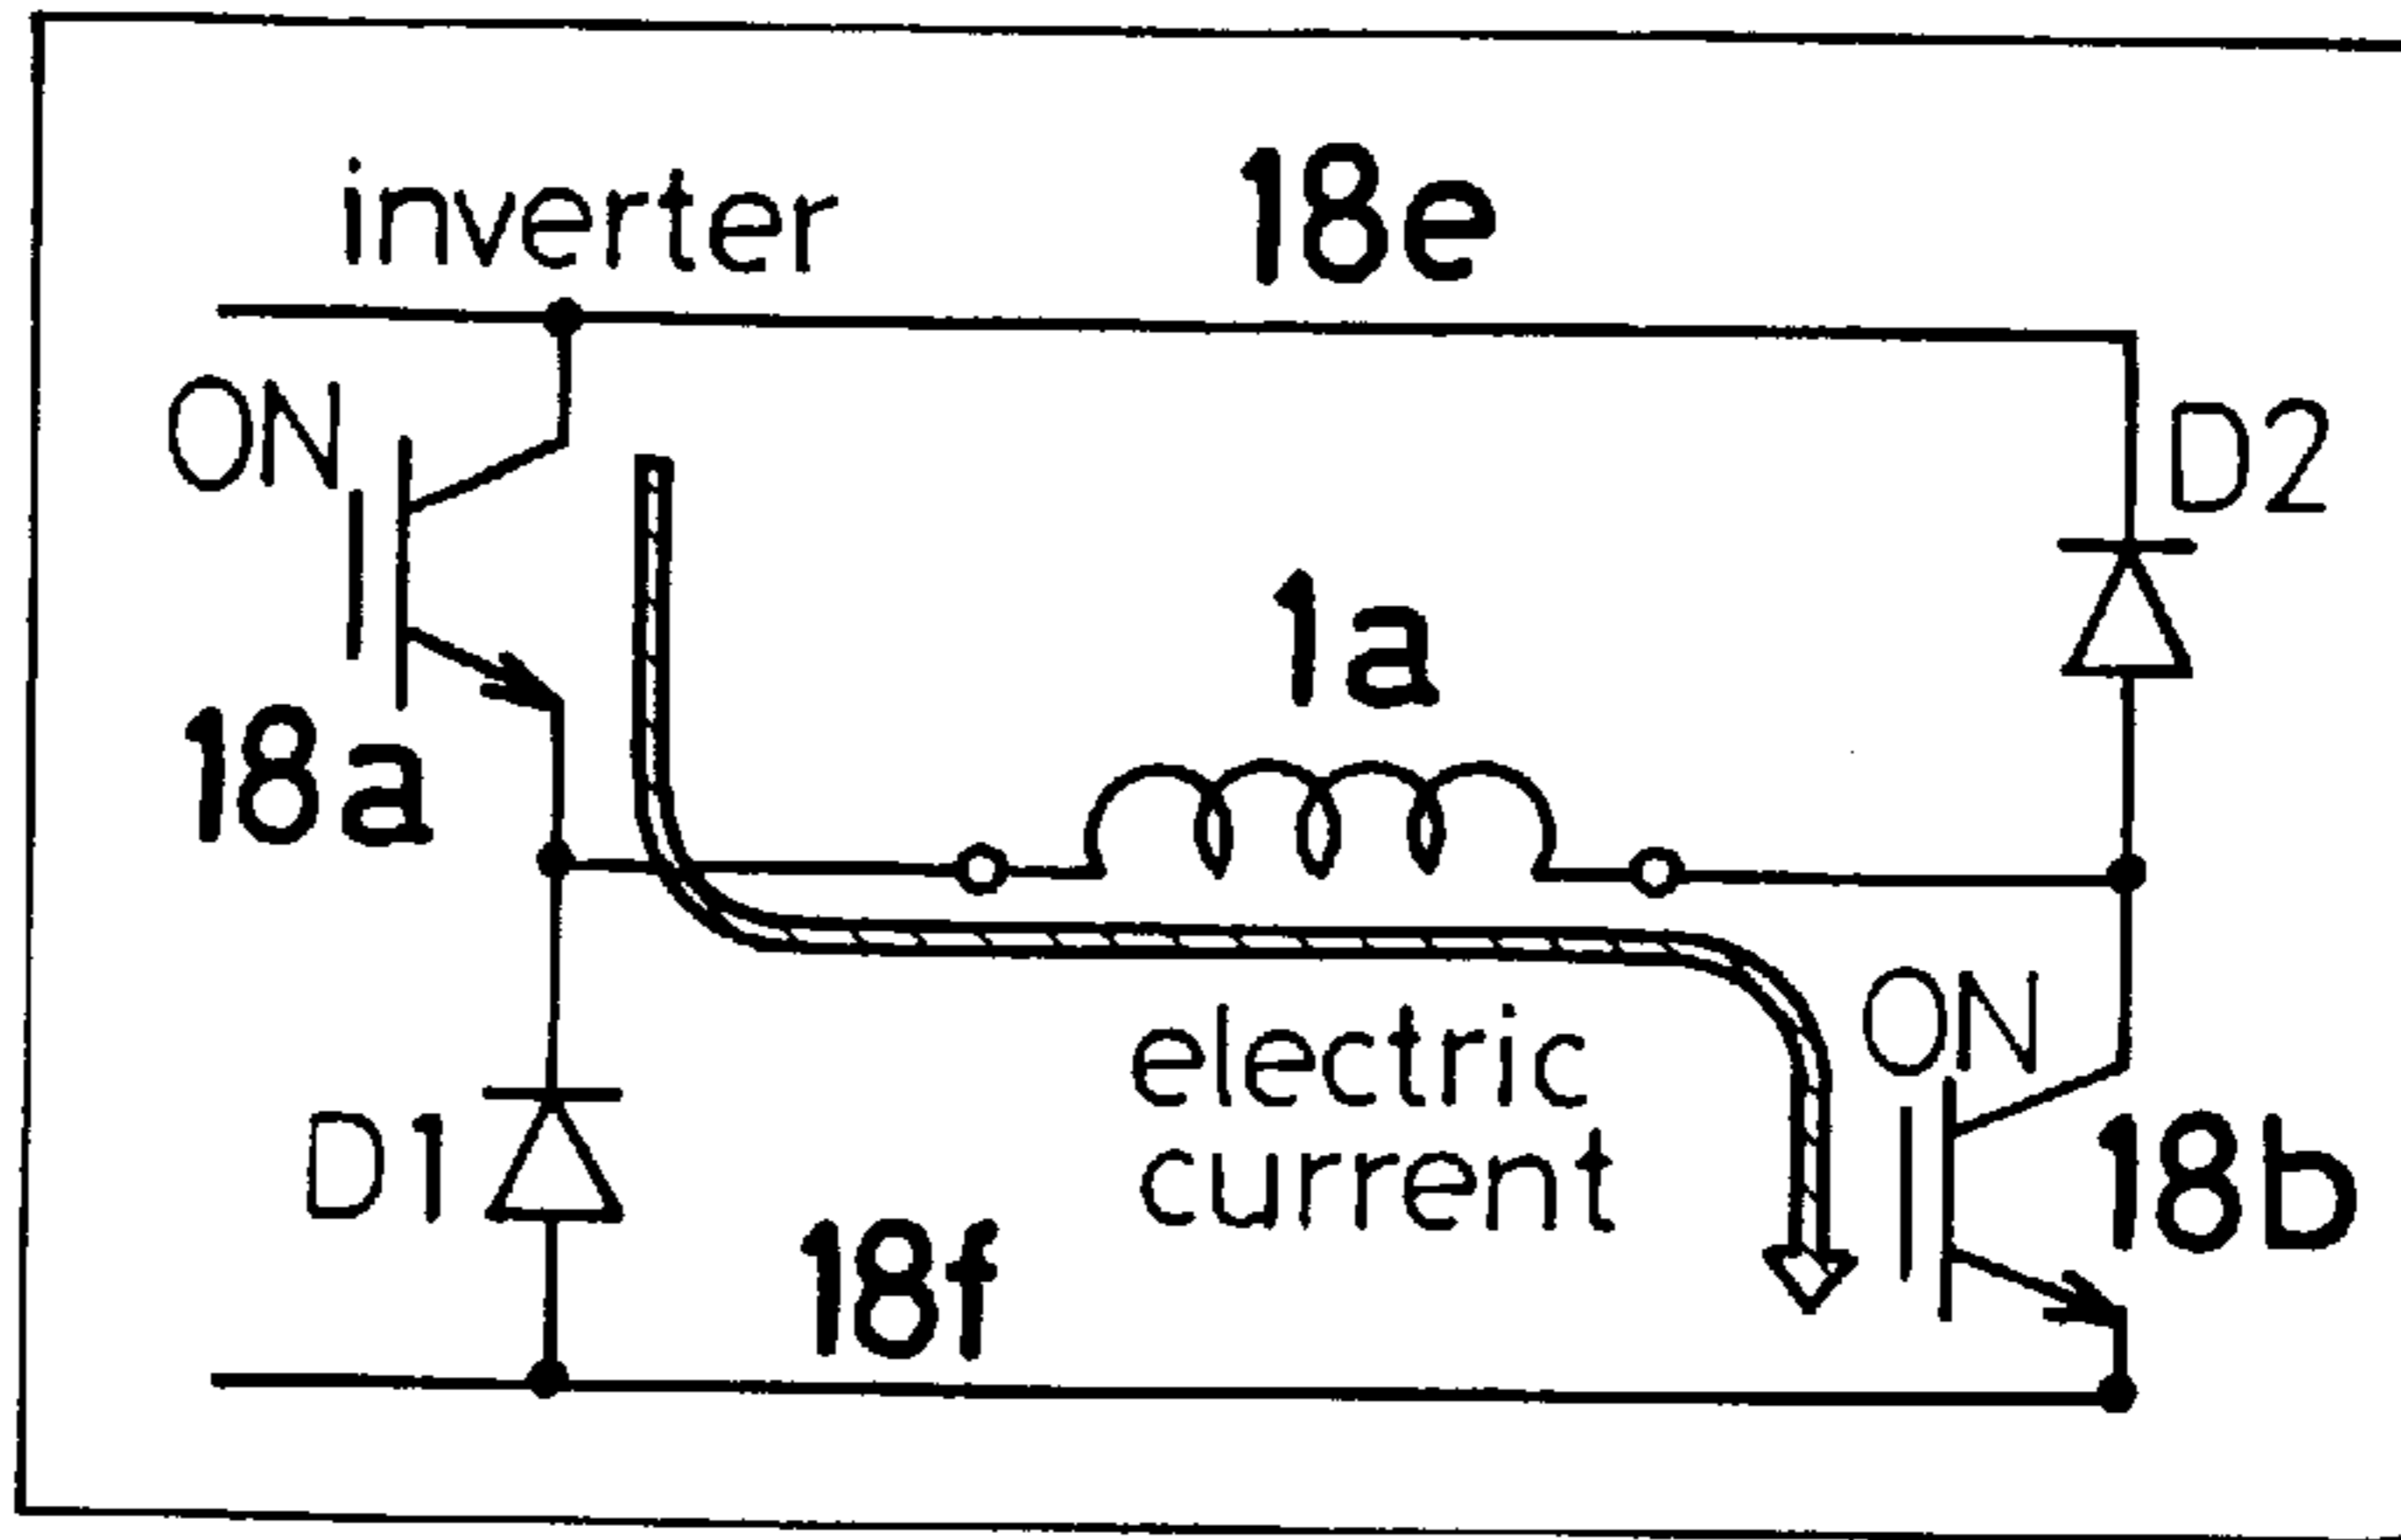 inverter
18e
ON
D2
1a
18a
electric
current
ON
D1
18b
18f